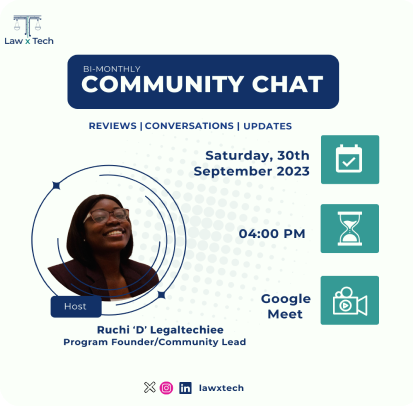 Law x Tech
BI-MONTHLY
COMMUNITY CHAT
REVIEWS | CONVERSATIONS | UPDATES
Saturday, 30th
September 2023
04:00 PM
Google
Meet
Host
Ruchi ‘D’ Legaltechiee
Program Founder/Community Lead
lawxtech